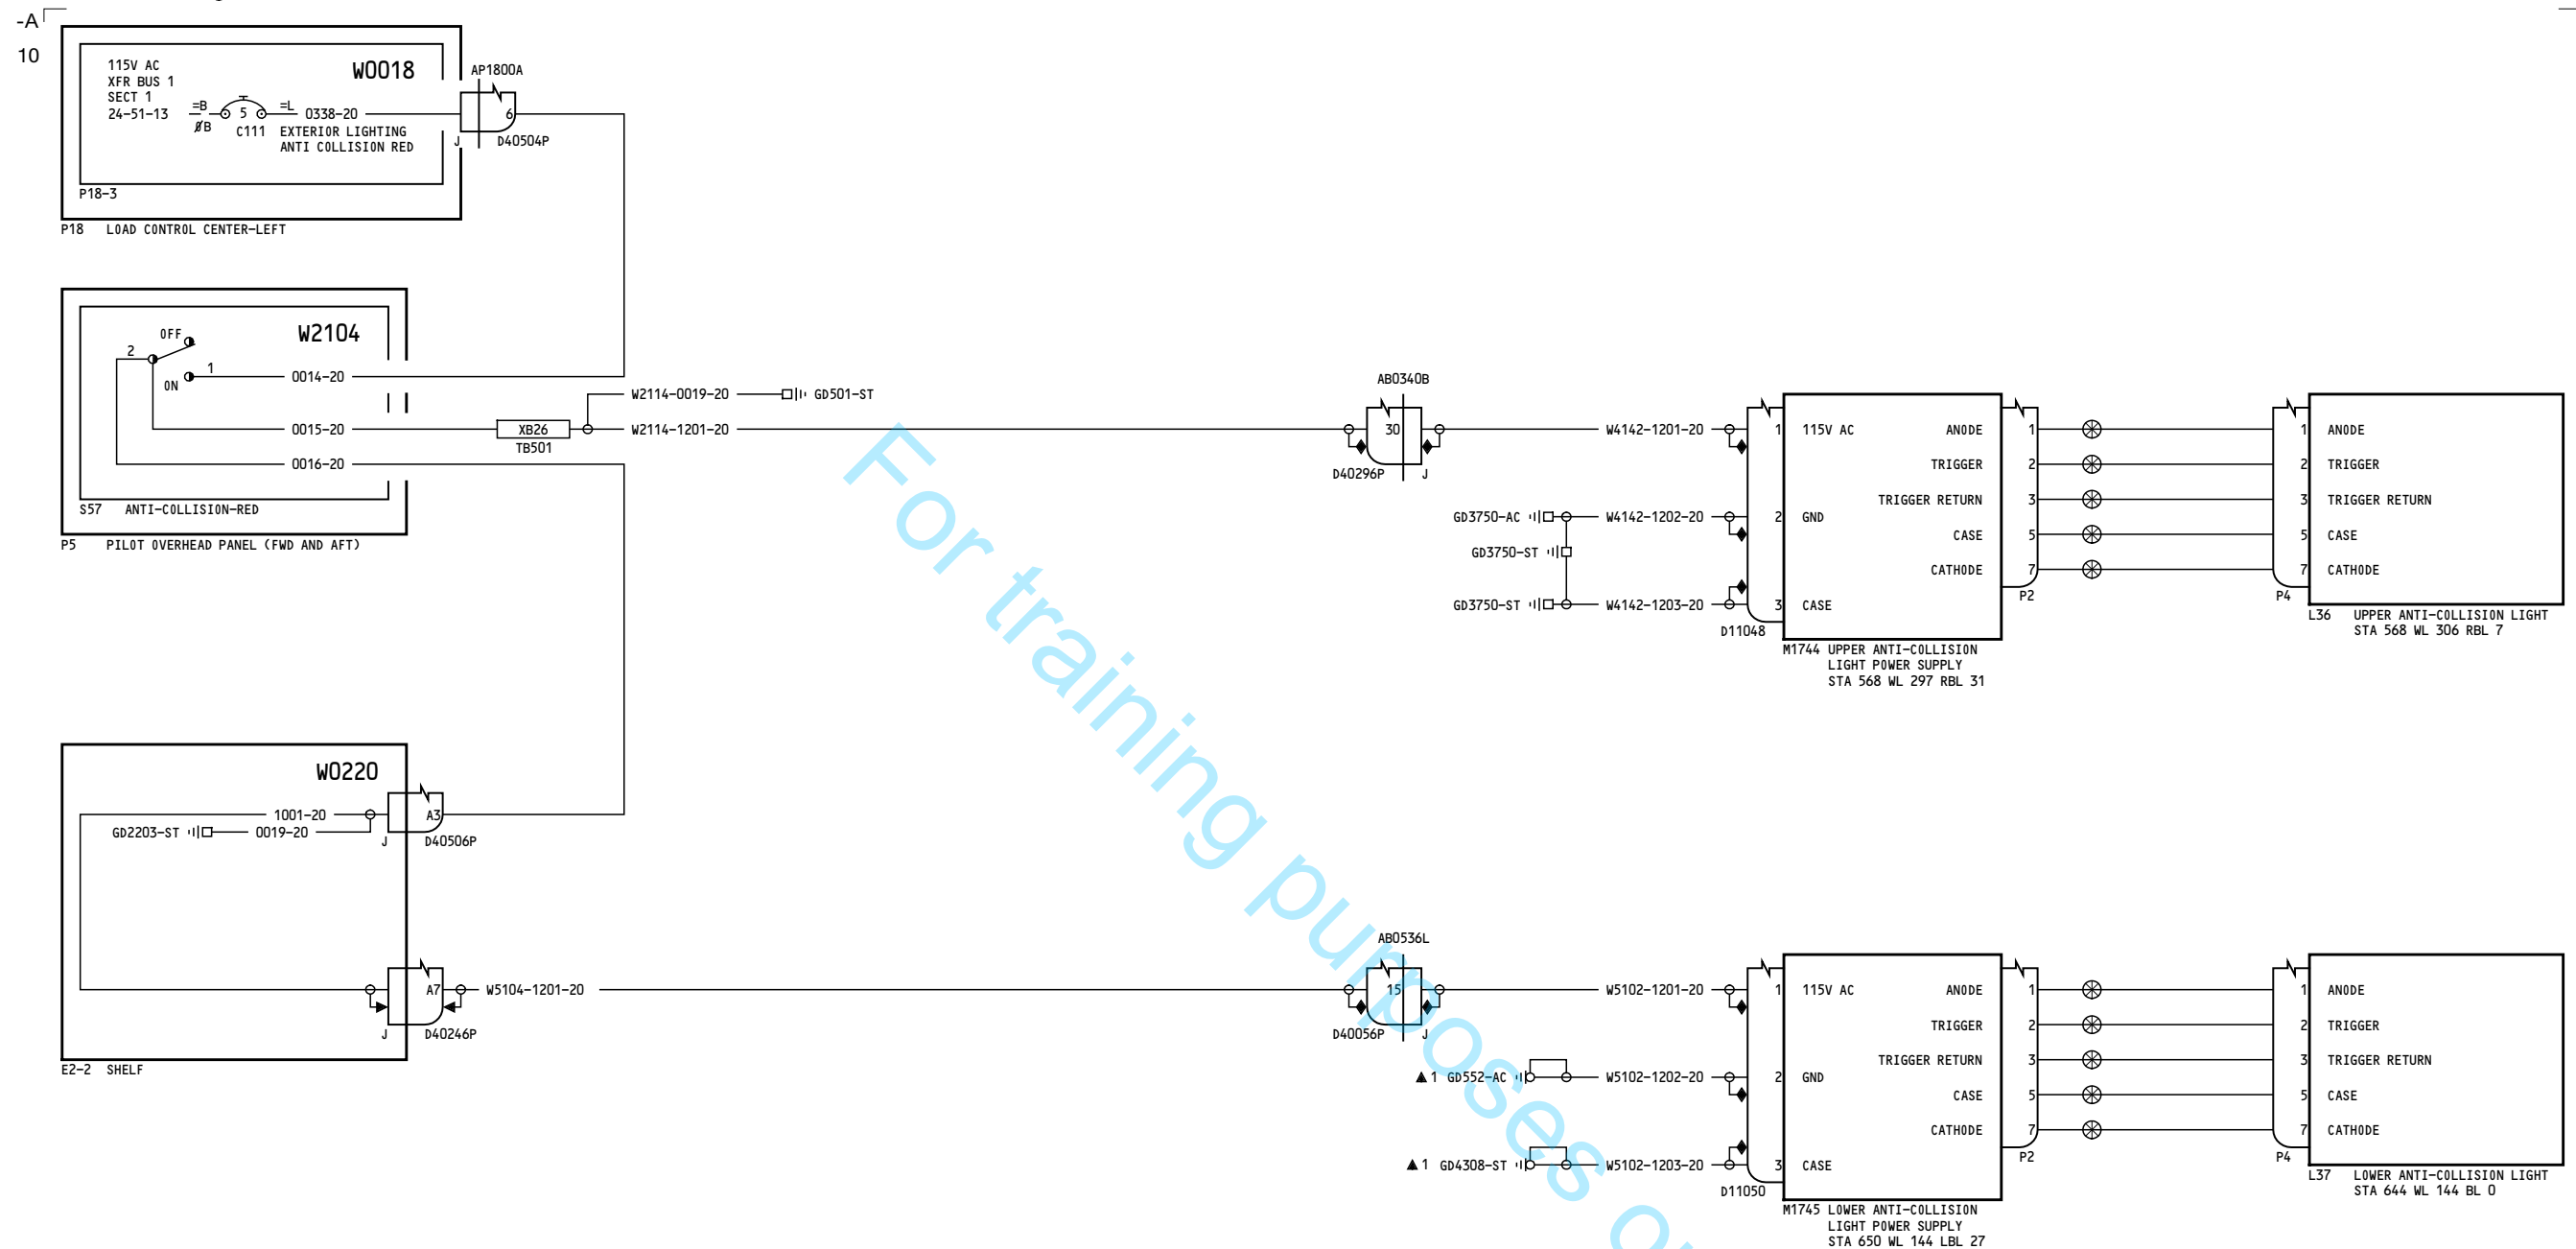 -A
10
115V AC
XFR BUS 1
SECT 1
24-51-13
=B
ØB
5
C111
=L
0338-20
EXTERIOR LIGHTING
ANTI COLLISION RED
W0018
P18-3
P18 LOAD CONTROL CENTER-LEFT
AP1800A
6
J D40504P
W2104
OFF
2
ON
1
0014-20
0015-20
0016-20
S57 ANTI-COLLISION-RED
P5 PILOT OVERHEAD PANEL (FWD AND AFT)
XB26
TB501
W2114-0019-20
GD501-ST
W2114-1201-20
AB0340B
30
D40296P J
W4142-1201-20
GD3750-AC
W4142-1202-20
GD3750-ST
GD3750-ST
W4142-1203-20
D11048
1 115V AC
2 GND
3 CASE
ANODE 1
TRIGGER 2
TRIGGER RETURN 3
CASE 5
CATHODE 7
P2
M1744 UPPER ANTI-COLLISION
LIGHT POWER SUPPLY
STA 568 WL 297 RBL 31
1 ANODE
2 TRIGGER
3 TRIGGER RETURN
5 CASE
7 CATHODE
P4
L36 UPPER ANTI-COLLISION LIGHT
STA 568 WL 306 RBL 7
W0220
1001-20
GD2203-ST
0019-20
A3
J D40506P
A7
J D40246P
E2-2 SHELF
W5104-1201-20
AB0536L
15
D40056P J
W5102-1201-20
1 GD552-AC
W5102-1202-20
1 GD4308-ST
W5102-1203-20
D11050
1 115V AC
2 GND
3 CASE
ANODE 1
TRIGGER 2
TRIGGER RETURN 3
CASE 5
CATHODE 7
P2
M1745 LOWER ANTI-COLLISION
LIGHT POWER SUPPLY
STA 650 WL 144 LBL 27
1 ANODE
2 TRIGGER
3 TRIGGER RETURN
5 CASE
7 CATHODE
P4
L37 LOWER ANTI-COLLISION LIGHT
STA 644 WL 144 BL 0
For training purposes